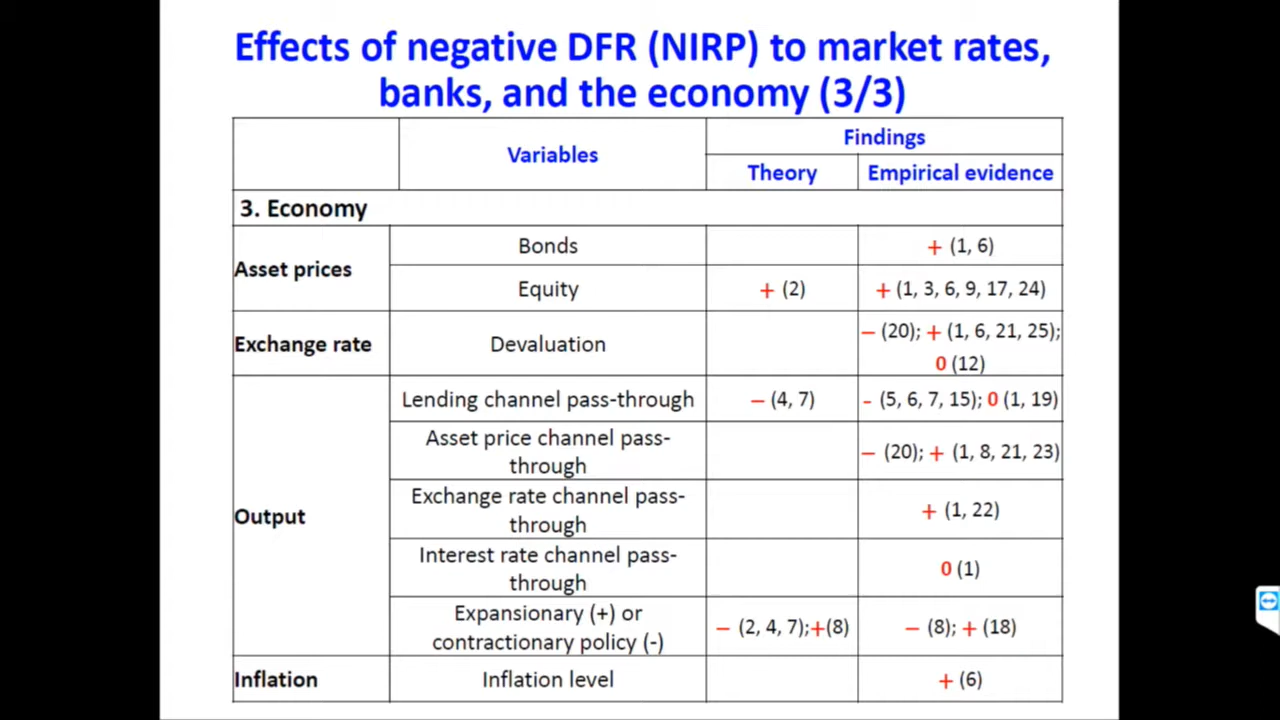 Effects of negative DFR (NIRP) to market rates,
banks, and the economy (3/3)
Variables
Findings
Theory
Empirical evidence
3. Economy
Asset prices
Bonds
+ (1, 6)
Equity
+ (2)
+ (1, 3, 6, 9, 17, 24)
Exchange rate
Devaluation
− (20); + (1, 6, 21, 25);
0 (12)
Output
Lending channel pass-through
− (4, 7)
- (5, 6, 7, 15); 0 (1, 19)
Asset price channel pass-
through
− (20); + (1, 8, 21, 23)
Exchange rate channel pass-
through
+ (1, 22)
Interest rate channel pass-
through
0 (1)
Expansionary (+) or
contractionary policy (-)
− (2, 4, 7);+(8)
− (8); + (18)
Inflation
Inflation level
+ (6)